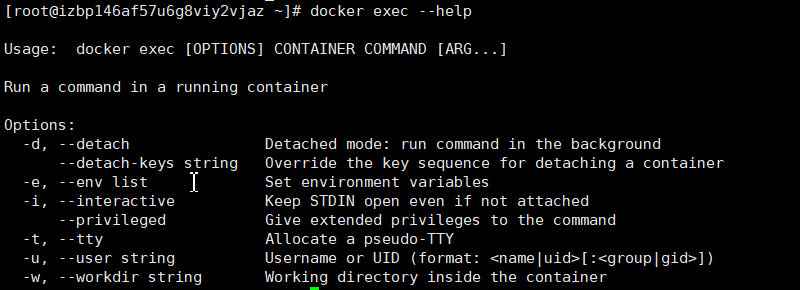 [root@izbp146af57u6g8viy2vjaz ~]# docker exec --help
Usage:  docker exec [OPTIONS] CONTAINER COMMAND [ARG...]
Run a command in a running container
Options:
  -d, --detach               Detached mode: run command in the background
      --detach-keys string   Override the key sequence for detaching a container
  -e, --env list             Set environment variables
  -i, --interactive          Keep STDIN open even if not attached
      --privileged           Give extended privileges to the command
  -t, --tty                  Allocate a pseudo-TTY
  -u, --user string          Username or UID (format: <name|uid>[:<group|gid>])
  -w, --workdir string       Working directory inside the container